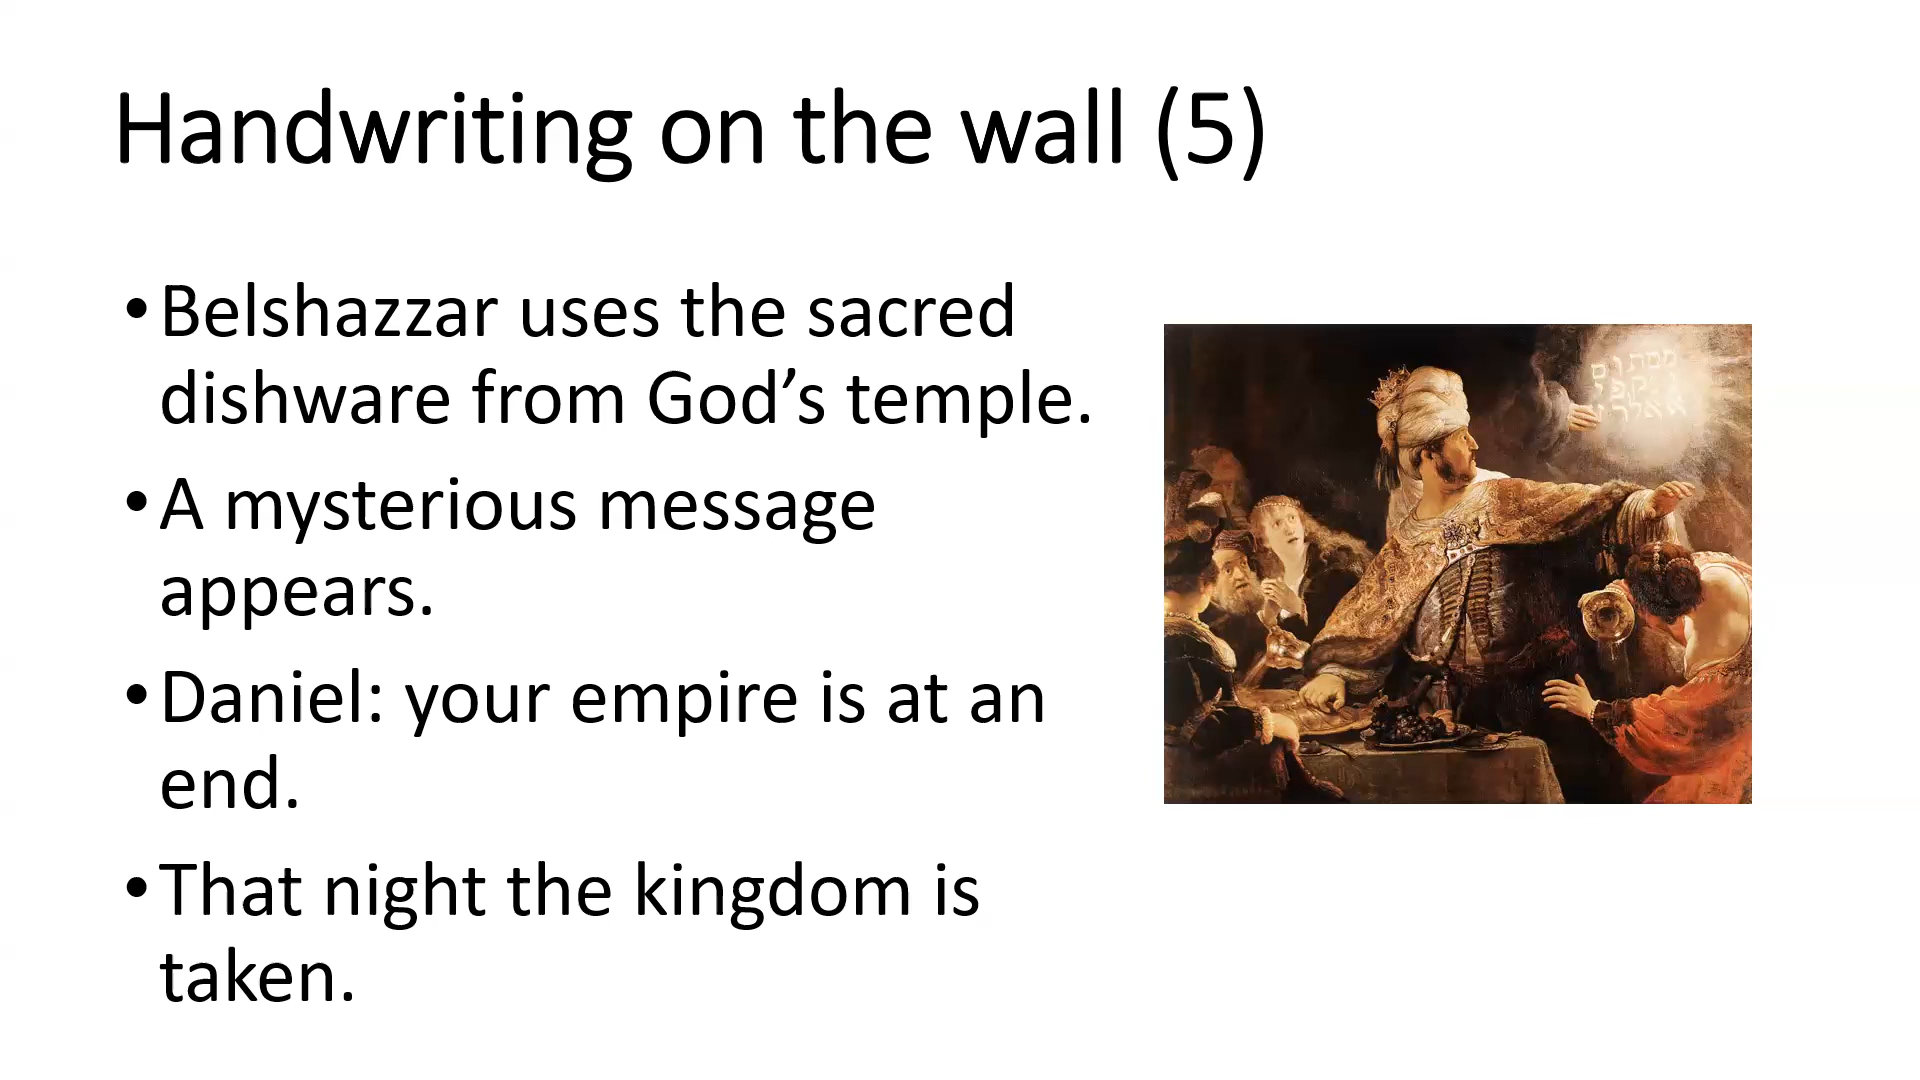 Handwriting on the wall (5)
•Belshazzar uses the sacred
dishware from God’s temple.
•A mysterious message
appears.
•Daniel: your empire is at an
end.
•That night the kingdom is
taken.